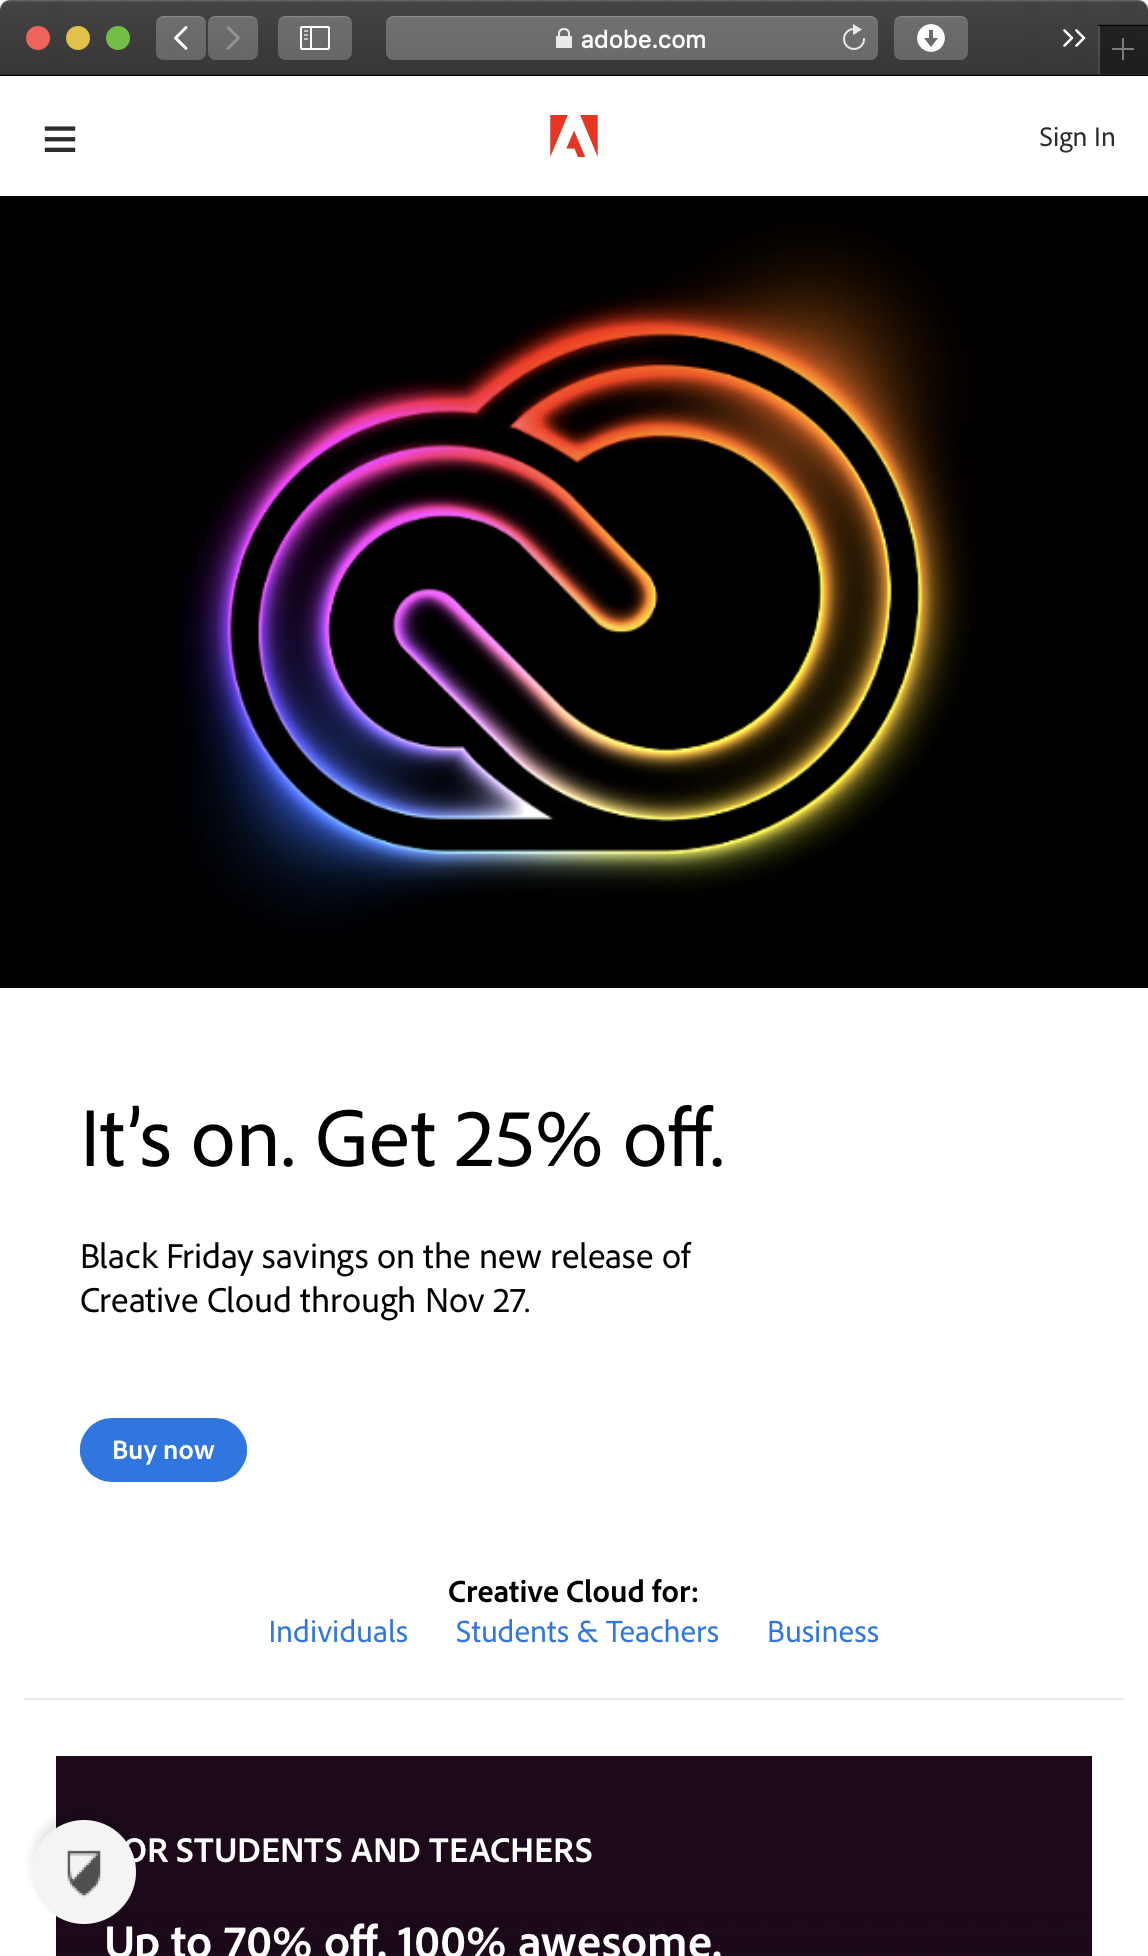 adobe.com
Sign In
It’s on. Get 25% off.
Black Friday savings on the new release of
Creative Cloud through Nov 27.
Buy now
Creative Cloud for:
Individuals Students & Teachers Business
OR STUDENTS AND TEACHERS
Up to 70% off. 100% awesome.